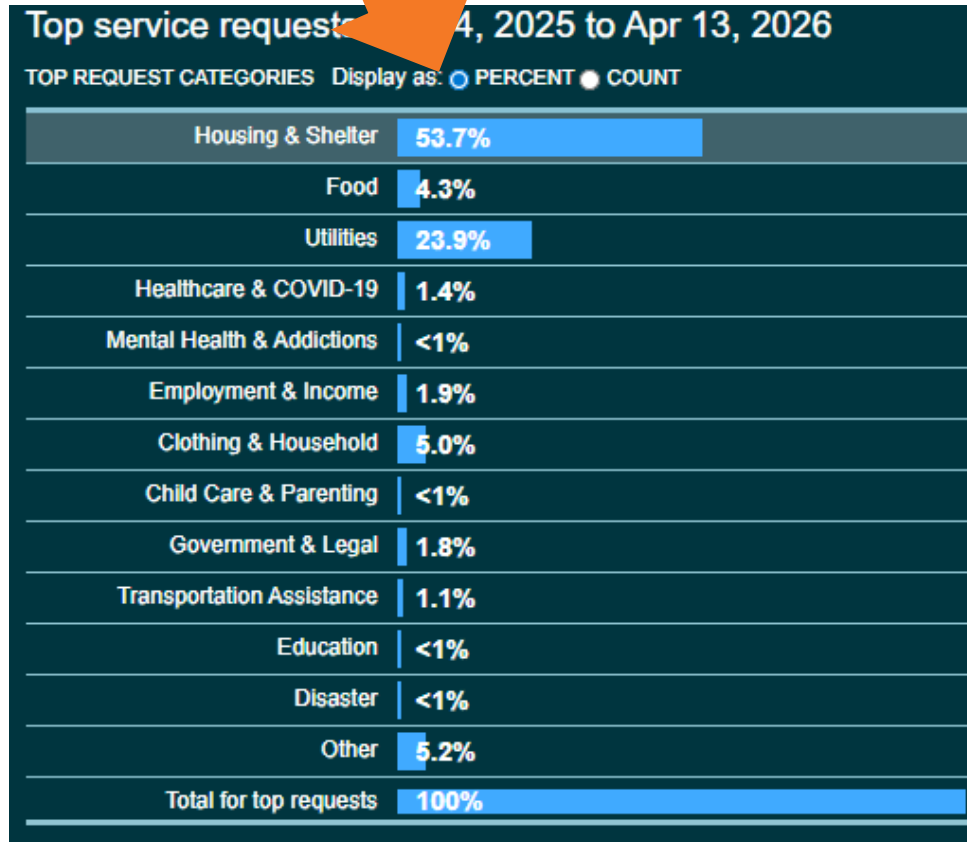 Top service requests 4, 2025 to Apr 13, 2026
TOP REQUEST CATEGORIES Display as: PERCENT COUNT
Housing & Shelter 53.7%
Food 4.3%
Utilities 23.9%
Healthcare & COVID-19 1.4%
Mental Health & Addictions <1%
Employment & Income 1.9%
Clothing & Household 5.0%
Child Care & Parenting <1%
Government & Legal 1.8%
Transportation Assistance 1.1%
Education <1%
Disaster <1%
Other 5.2%
Total for top requests 100%